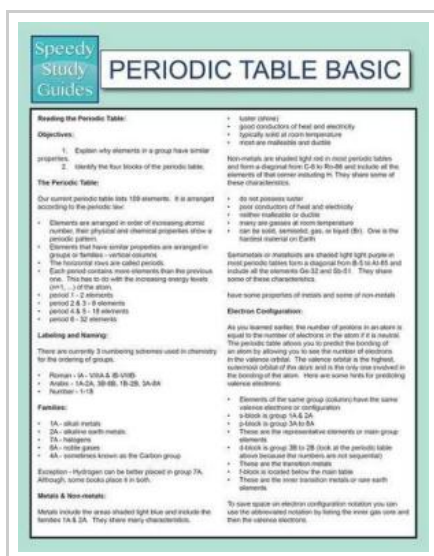 Speedy
Study
Guides
PERIODIC TABLE BASIC
Reading the Periodic Table:
Objectives:
1. Explain why elements in a group have similar
properties.
2. Identify the four blocks of the periodic table.
The Periodic Table:
Our current periodic table lists 109 elements. It is arranged
according to the periodic law:
• Elements are arranged in order of increasing atomic
number, their physical and chemical properties show a
periodic pattern.
• Elements that have similar properties are arranged in
groups or families - vertical columns
• The horizontal rows are called periods.
• Each period contains more elements than the previous
one. This has to do with the increasing energy levels
(n=1, ...) of the atom.
• period 1 - 2 elements
• period 2 & 3 - 8 elements
• period 4 & 5 - 18 elements
• period 6 - 32 elements
Labeling and Naming:
There are currently 3 numbering schemes used in chemistry
for the ordering of groups.
• Roman - IA - VIIIA & IB-VIIIB
• Arabic - 1A-2A, 3B-8B, 1B-2B, 3A-8A
• Number - 1-18
Families:
• 1A - alkali metals
• 2A - alkaline earth metals
• 7A - halogens
• 8A - noble gases
• 4A - sometimes known as the Carbon group
Exception - Hydrogen can be better placed in group 7A.
Although, some books place it in both.
Metals & Non-metals:
Metals include the areas shaded light blue and include the
families 1A & 2A. They share many characteristics.
• luster (shine)
• good conductors of heat and electricity
• typically solid at room temperature
• most are malleable and ductile
Non-metals are shaded light red in most periodic tables
and form a diagonal from C-6 to Rn-86 and include all the
elements of that corner including H. They share some of
these characteristics.
• do not possess luster
• poor conductors of heat and electricity
• neither malleable or ductile
• many are gasses at room temperature
• can be solid, semisolid, gas, or liquid (Br). One is the
hardest material on Earth
Semimetals or metalloids are shaded light light purple in
most periodic tables form a diagonal from B-5 to At-85 and
include all the elements Ge-32 and Sb-51. They share
some of these characteristics.
have some properties of metals and some of non-metals
Electron Configuration:
As you learned earlier, the number of protons in an atom is
equal to the number of electrons in the atom if it is neutral.
The periodic table allows you to predict the bonding of
an atom by allowing you to see the number of electrons
in the valence orbital. The valence orbital is the highest,
outermost orbital of the atom and is the only one involved in
the bonding of the atom. Here are some hints for predicting
valence electrons:
• Elements of the same group (column) have the same
valence electrons or configuration
• s-block is group 1A & 2A
• p-block is group 3A to 8A
• These are the representative elements or main group
elements
• d-block is group 3B to 2B (look at the periodic table
above because the numbers are not sequential)
• These are the transition metals
• f-block is located below the main table
• These are the inner transition metals or rare earth
elements
To save space on electron configuration notation you can
use the abbreviated notation by listing the inner gas core and
then the valence electrons.